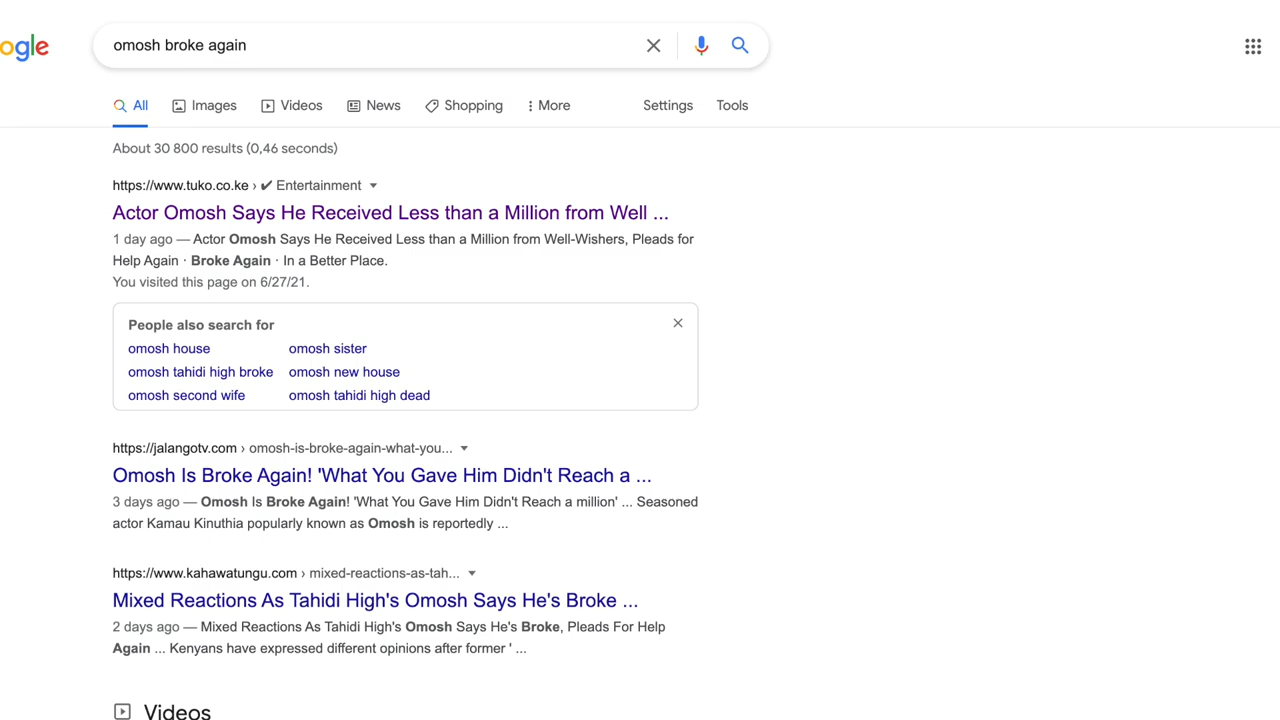 ogle
omosh broke again
All Images Videos News Shopping More Settings Tools
About 30 800 results (0,46 seconds)
https://www.tuko.co.ke › ✔ Entertainment
Actor Omosh Says He Received Less than a Million from Well ...
1 day ago — Actor Omosh Says He Received Less than a Million from Well-Wishers, Pleads for
Help Again · Broke Again · In a Better Place.
You visited this page on 6/27/21.
People also search for
omosh house omosh sister
omosh tahidi high broke omosh new house
omosh second wife omosh tahidi high dead
https://jalangotv.com › omosh-is-broke-again-what-you...
Omosh Is Broke Again! 'What You Gave Him Didn't Reach a ...
3 days ago — Omosh Is Broke Again! 'What You Gave Him Didn't Reach a million' ... Seasoned
actor Kamau Kinuthia popularly known as Omosh is reportedly ...
https://www.kahawatungu.com › mixed-reactions-as-tah...
Mixed Reactions As Tahidi High's Omosh Says He's Broke ...
2 days ago — Mixed Reactions As Tahidi High's Omosh Says He's Broke, Pleads For Help
Again ... Kenyans have expressed different opinions after former ' ...
Videos